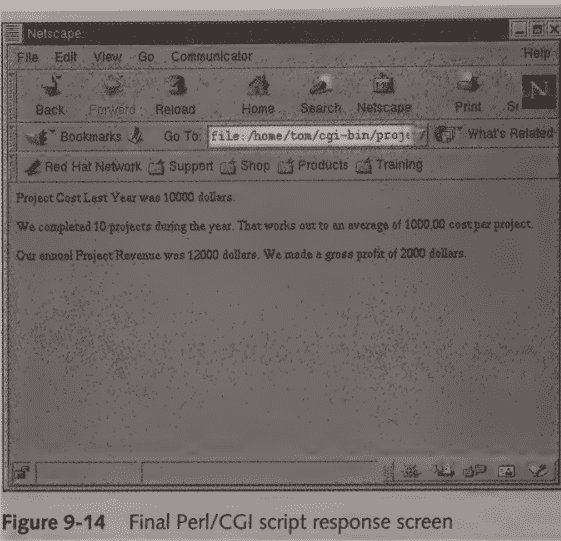 Netscape:
File Edit View Go Communicator Help
Back Forward Reload Home Search Netscape Print
N
Bookmarks Go To: file:/home/tom/cgi-bin/proje What's Related
Red Hat Network Support Shop Products Training
Project Cost Last Year was 10000 dollars.
We completed 10 projects during the year. That works out to an average of 1000.00 cost per project.
Our annual Project Revenue was 12000 dollars. We made a gross profit of 2000 dollars.
Figure 9-14 Final Perl/CGI script response screen